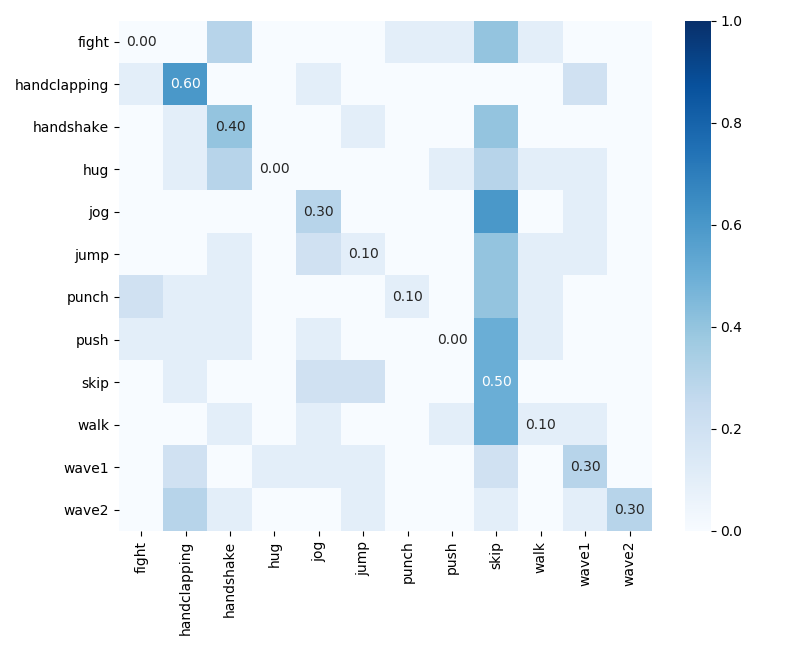 fight
handclapping
handshake
hug
jog
jump
punch
push
skip
walk
wave1
wave2
0.00
0.60
0.40
0.00
0.30
0.10
0.10
0.00
0.50
0.10
0.30
0.30
fight
handclapping
handshake
hug
jog
jump
punch
push
skip
walk
wave1
wave2
1.0
0.8
0.6
0.4
0.2
0.0